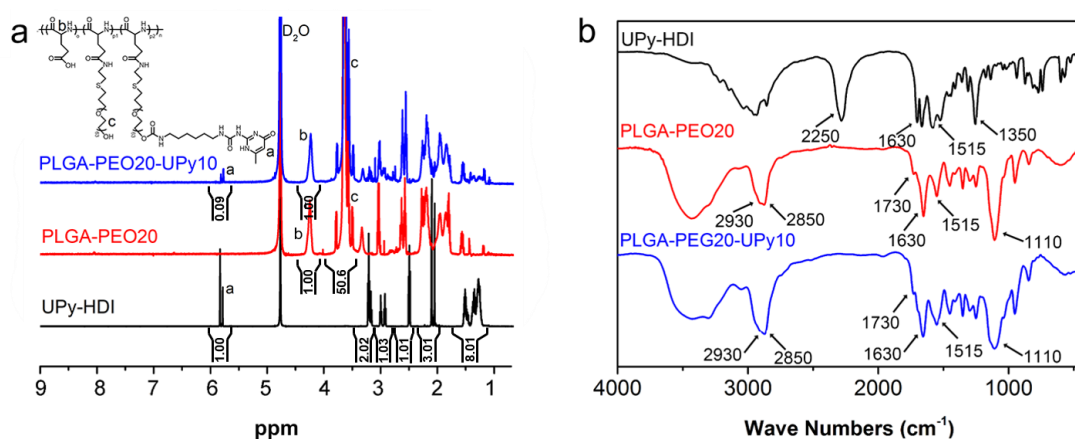 a
D2O
b
c
c
a
PLGA-PEO20-UPy10
b
a
c
0.09
1.00
PLGA-PEO20
b
1.00
50.6
UPy-HDI
a
1.00
2.02
1.03
1.01
3.01
8.01
9 8 7 6 5 4 3 2 1
ppm
b
UPy-HDI
2250
1630
1515
1350
PLGA-PEO20
2930
2850
1730
1630
1515
1110
PLGA-PEG20-UPy10
2930
2850
1730
1630
1515
1110
4000 3000 2000 1000
Wave Numbers (cm-1)